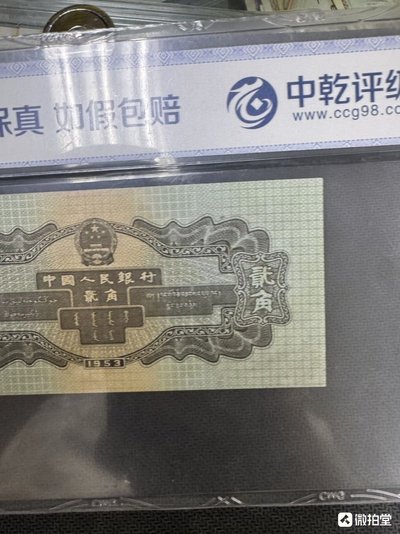 保真 如假包赔
中乾评级
www.ccg98.co
中國人民銀行
貳角
貳角
1953
微拍堂